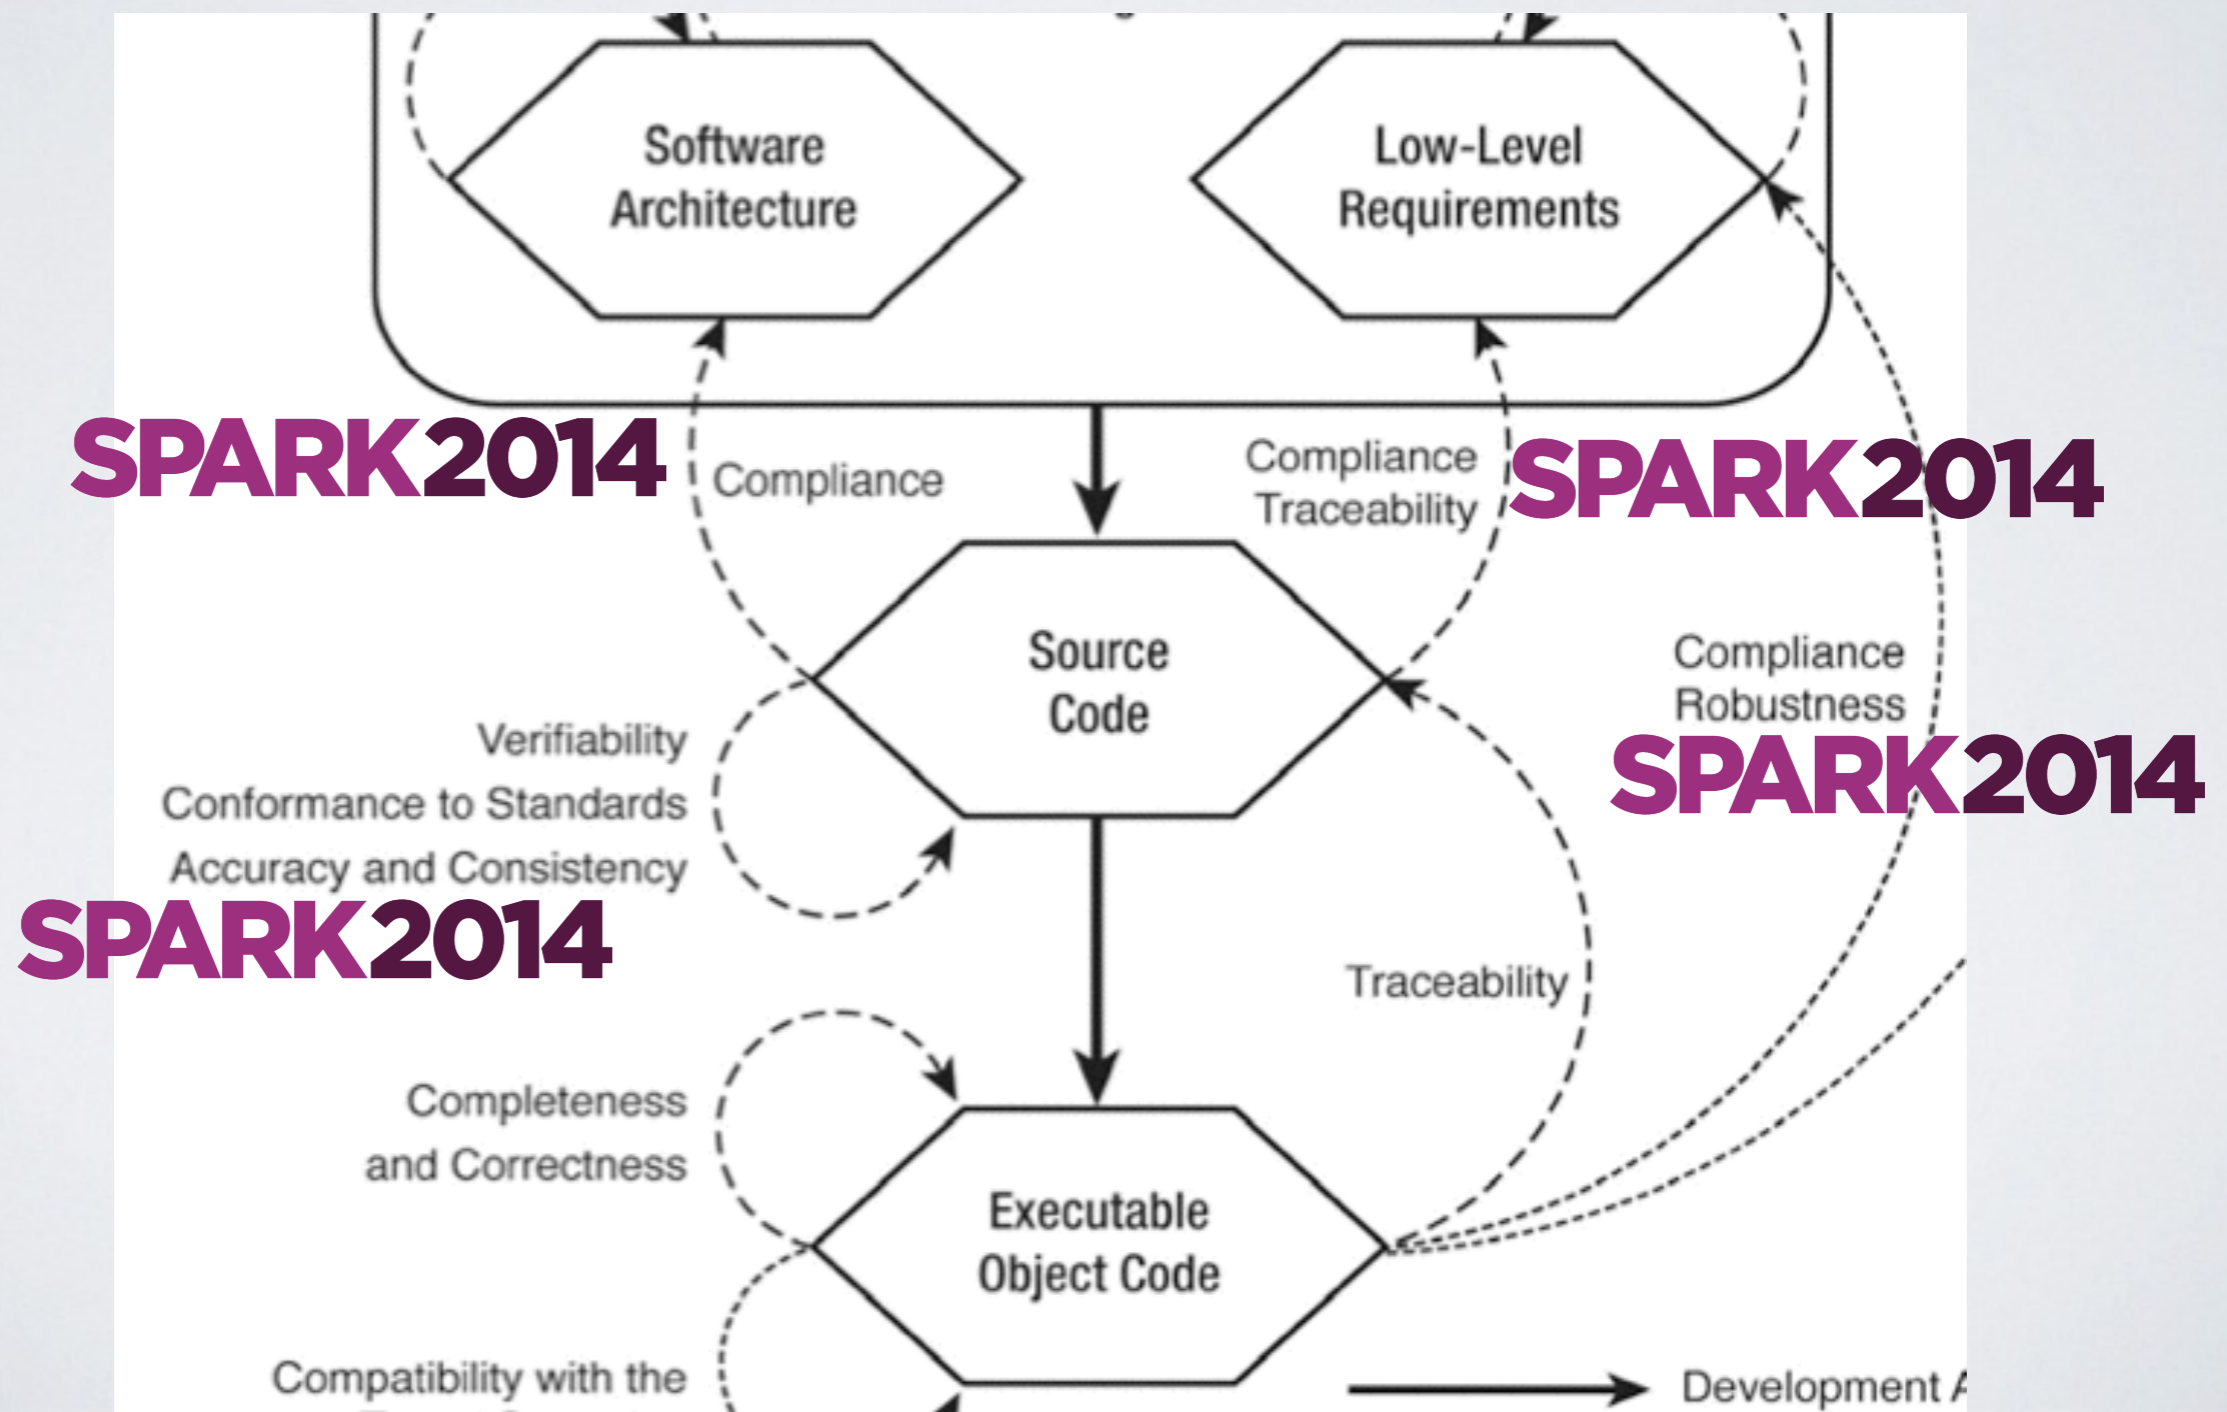 Software
Architecture
Low-Level
Requirements
SPARK2014
Compliance
Compliance
Traceability
SPARK2014
Source
Code
Compliance
Robustness
SPARK2014
Verifiability
Conformance to Standards
Accuracy and Consistency
SPARK2014
Traceability
Completeness
and Correctness
Executable
Object Code
Compatibility with the
Development